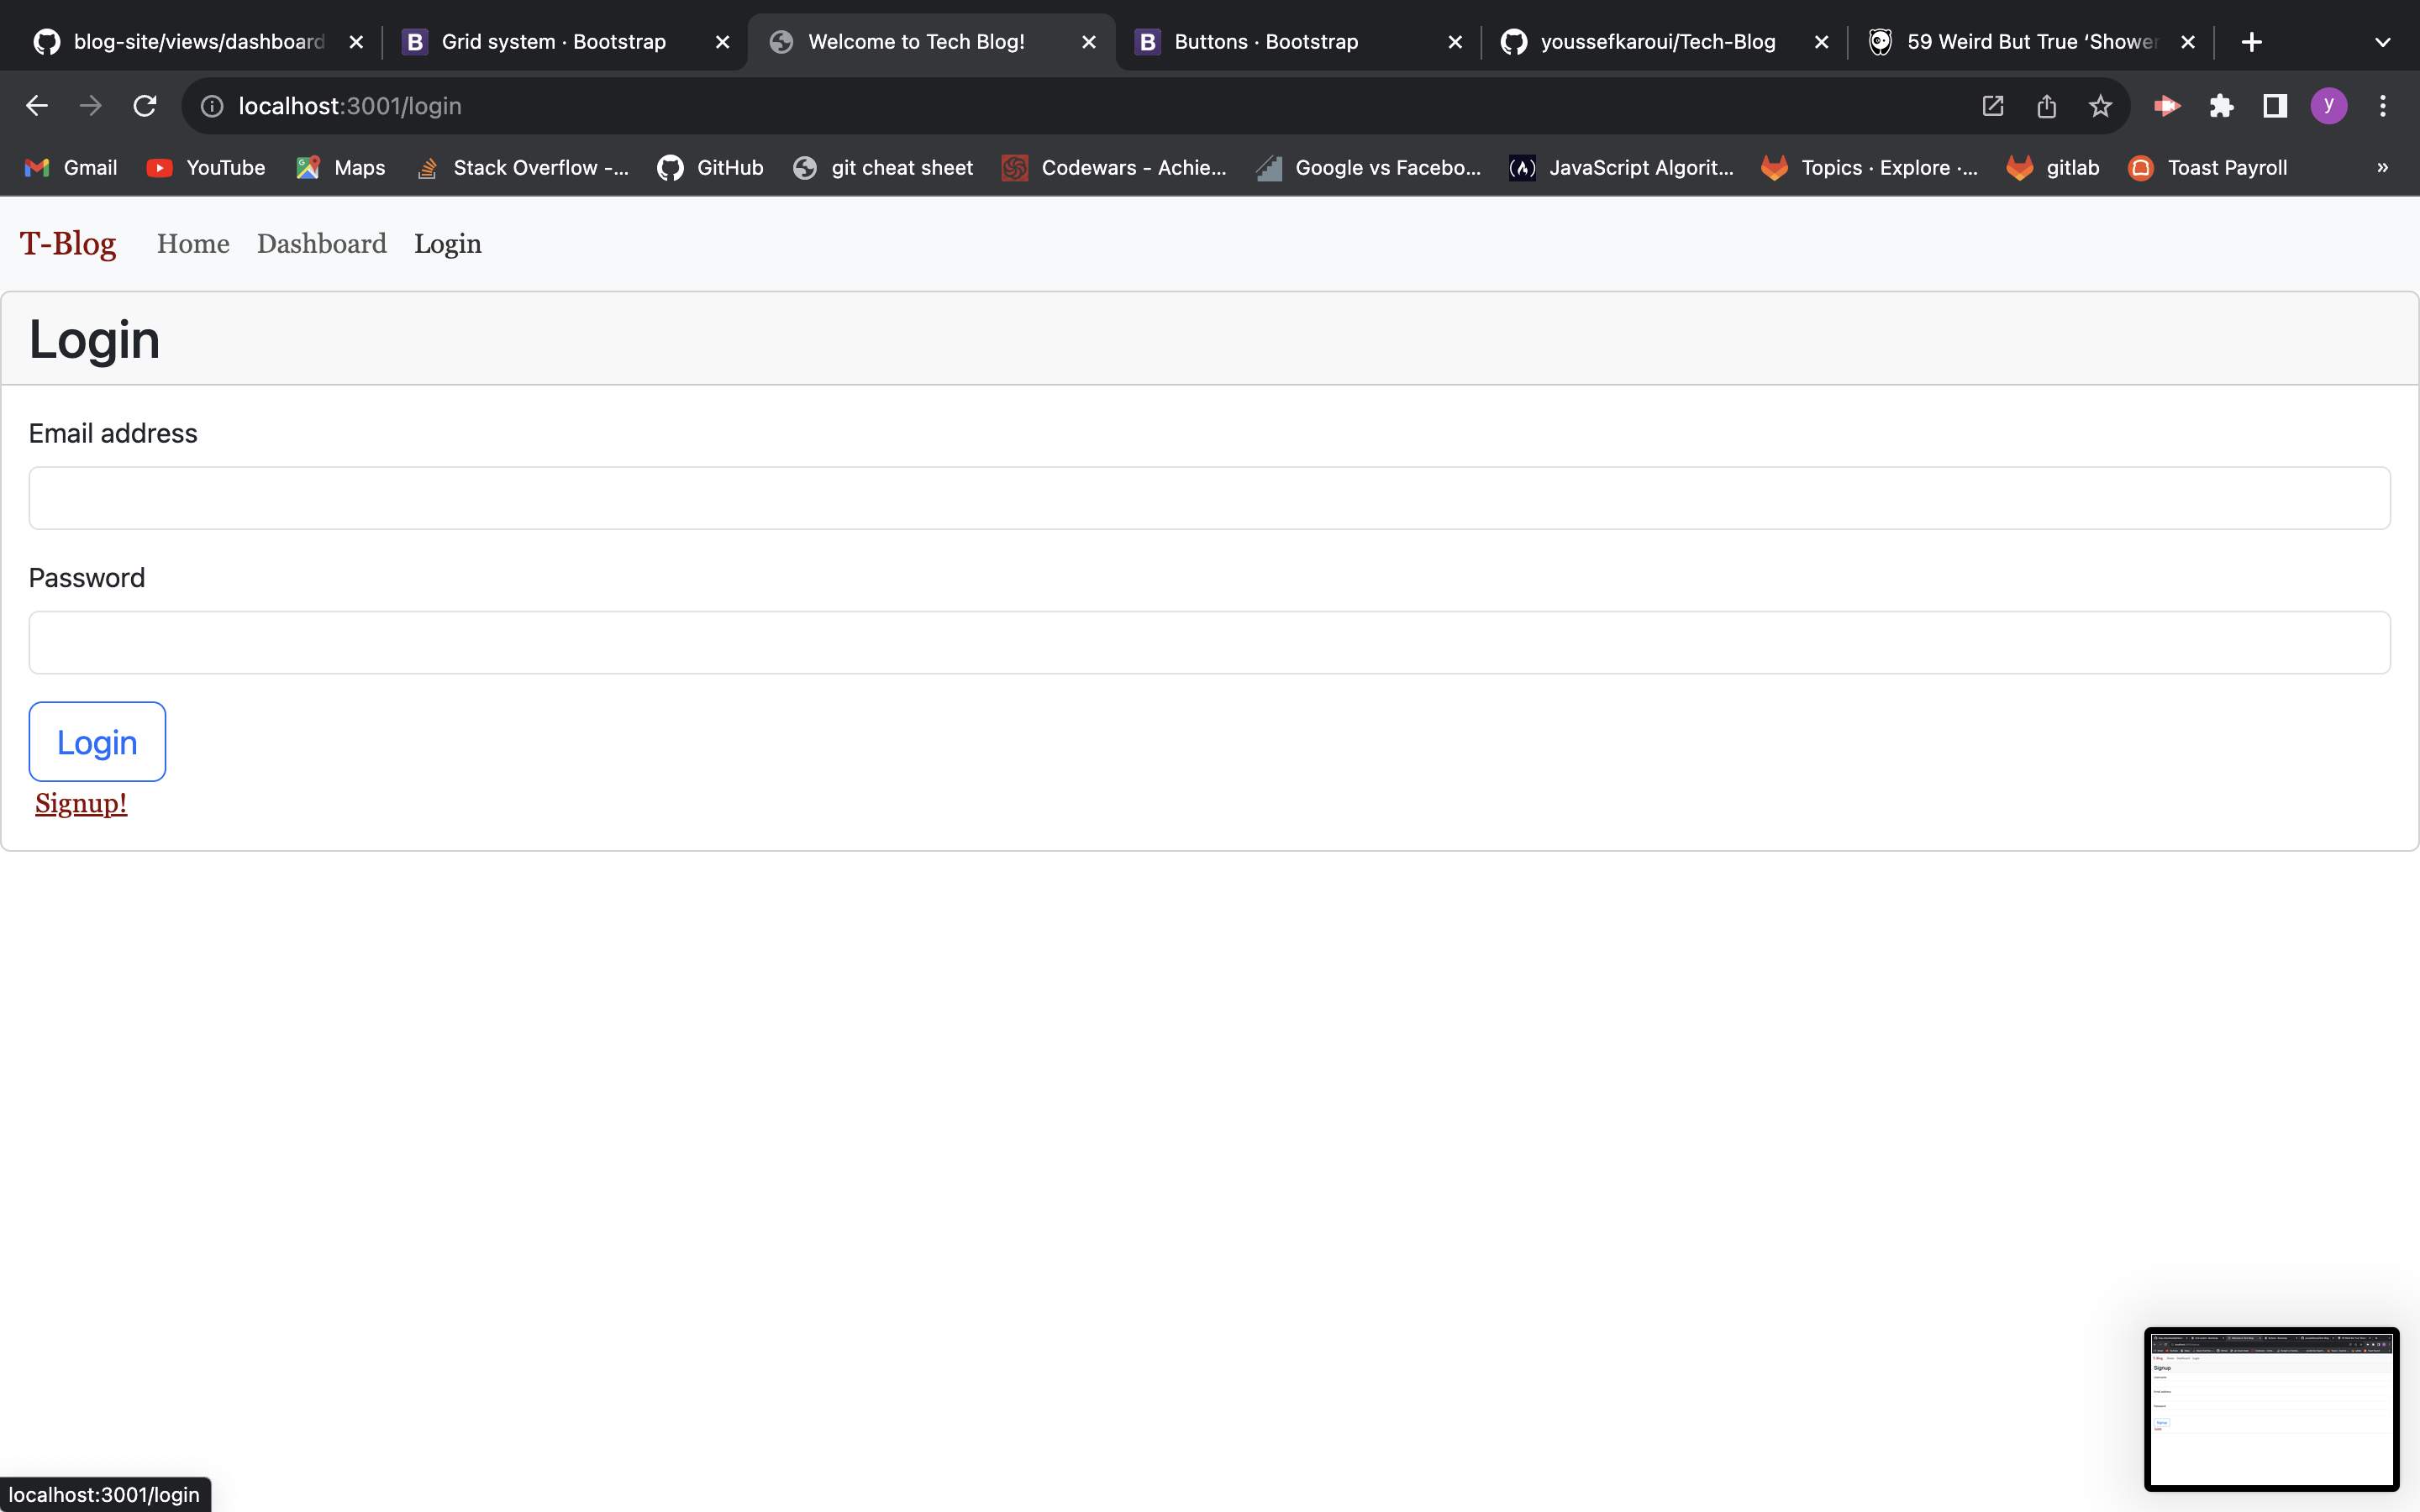 blog-site/views/dashboard
Grid system · Bootstrap
Welcome to Tech Blog!
Buttons · Bootstrap
youssefkaroui/Tech-Blog
59 Weird But True ‘Shower
localhost:3001/login
y
Gmail
YouTube
Maps
Stack Overflow -...
GitHub
git cheat sheet
Codewars - Achie...
Google vs Facebo...
JavaScript Algorit...
Topics · Explore ·...
gitlab
Toast Payroll
»
T-Blog Home Dashboard Login
Login
Email address
Password
Login
Signup!
Signup
localhost:3001/login